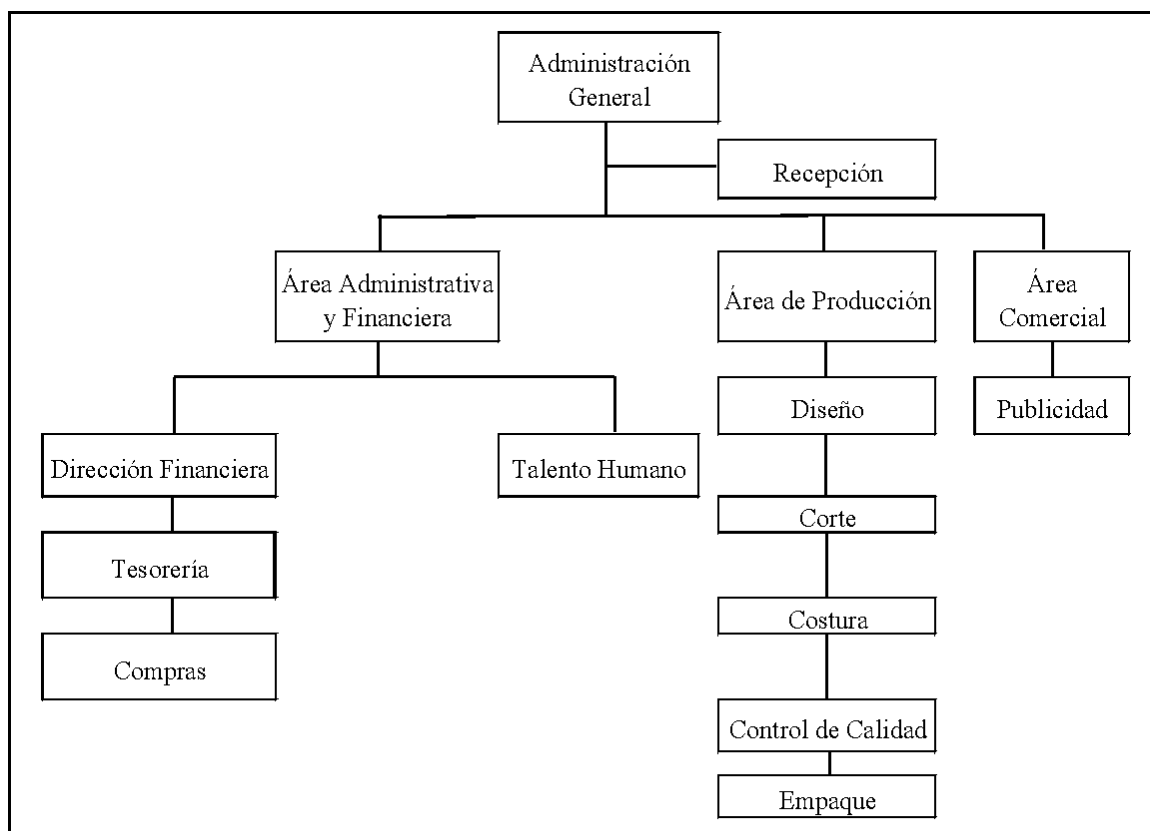 Administración
General
Recepción
Área Administrativa
y Financiera
Área de Producción
Área
Comercial
Diseño
Publicidad
Dirección Financiera
Talento Humano
Corte
Tesorería
Costura
Compras
Control de Calidad
Empaque